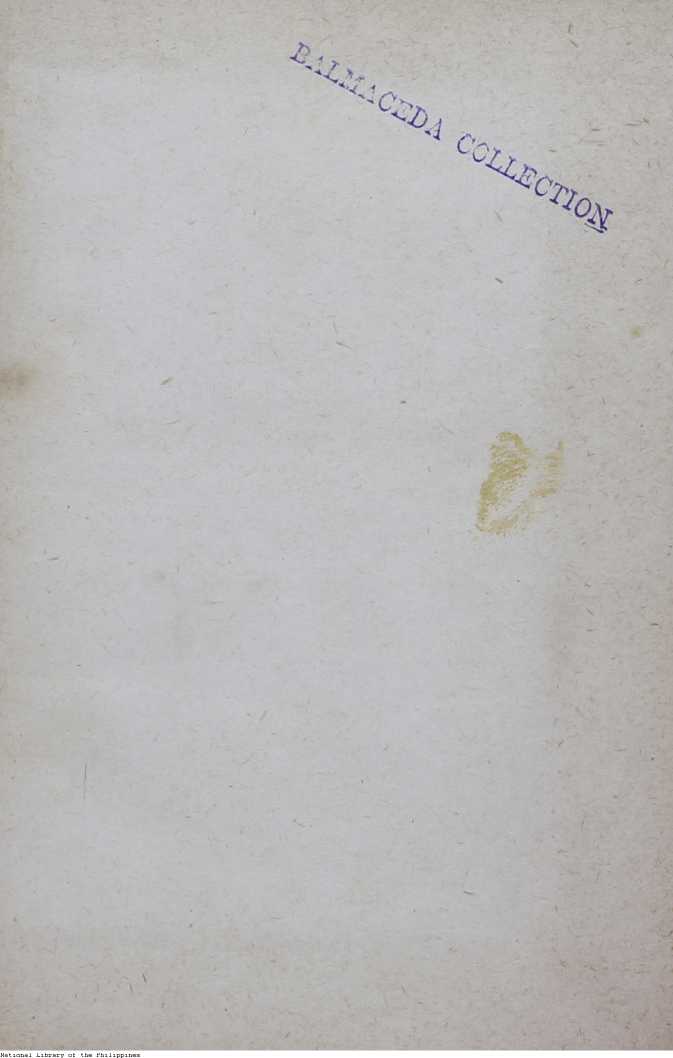 BALMACEDA COLLECTION
National Library of the Philippines